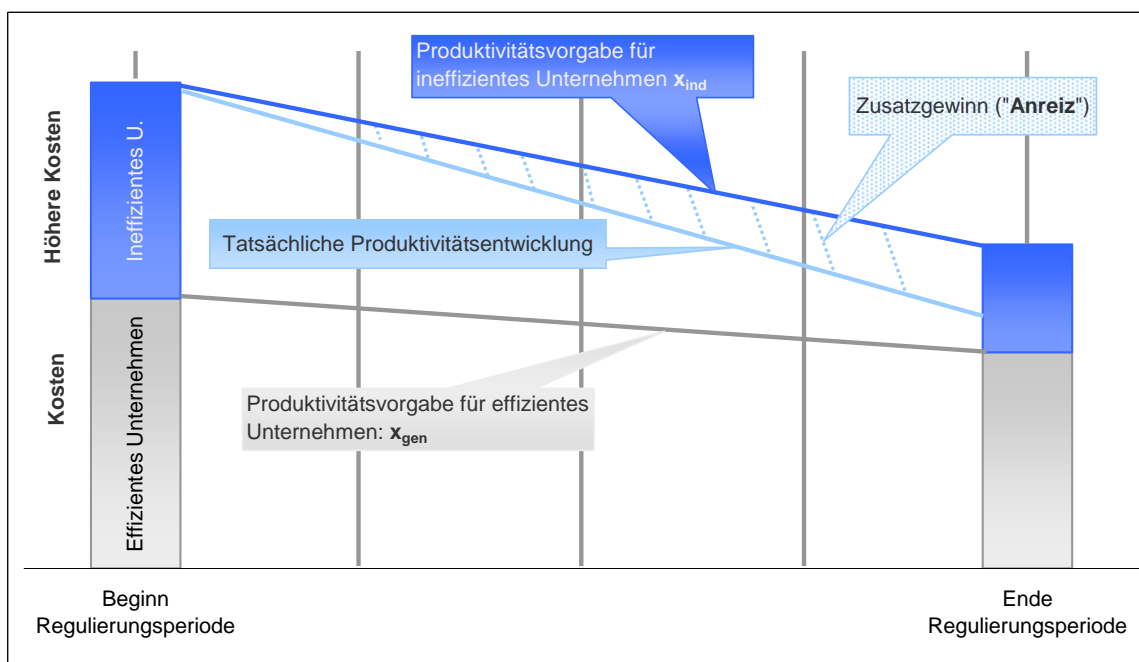 Produktivitätsvorgabe für
ineffizientes Unternehmen xind
Zusatzgewinn ("Anreiz")
Höhere Kosten
Ineffizientes U.
Tatsächliche Produktivitätsentwicklung
Kosten
Effizientes Unternehmen
Produktivitätsvorgabe für effizientes
Unternehmen: xgen
Beginn
Regulierungsperiode
Ende
Regulierungsperiode